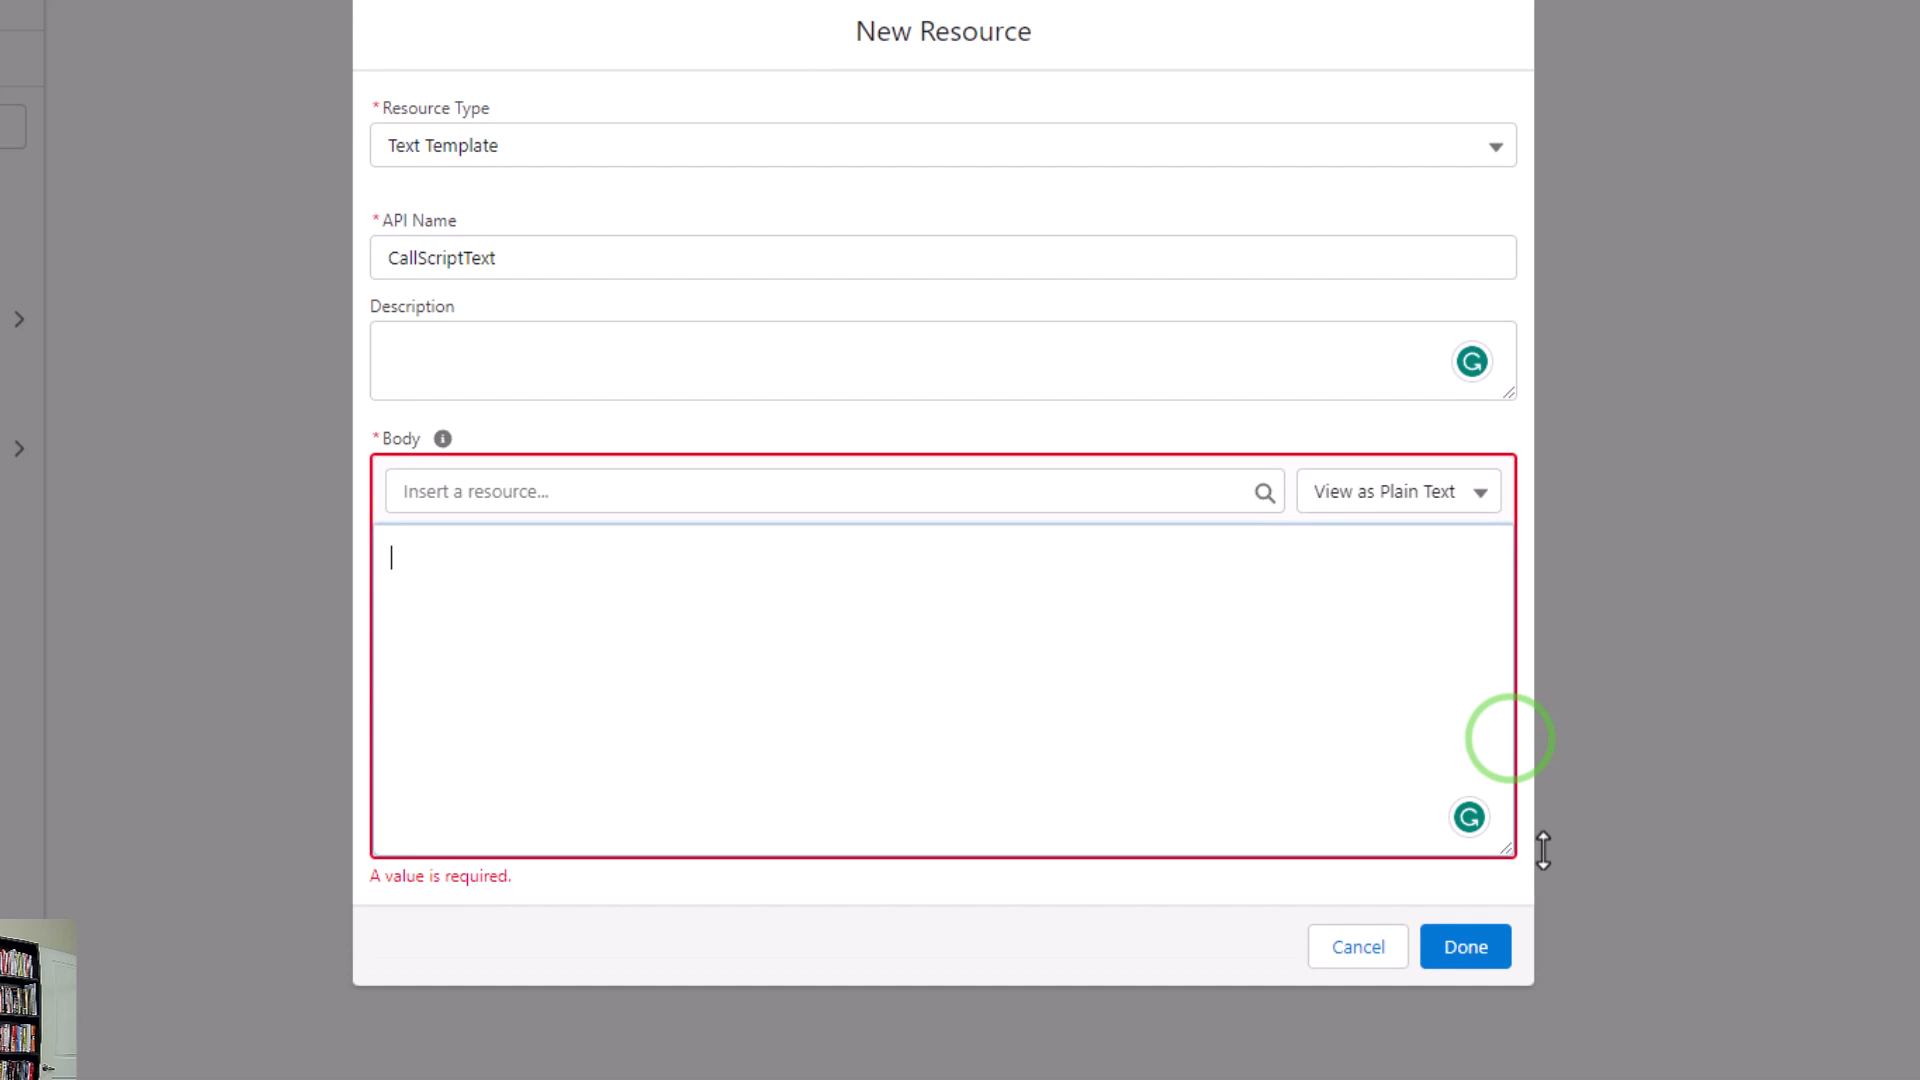 New Resource
*Resource Type
Text Template
*API Name
CallScriptText
Description
*Body
Insert a resource...
View as Plain Text
A value is required.
Cancel
Done